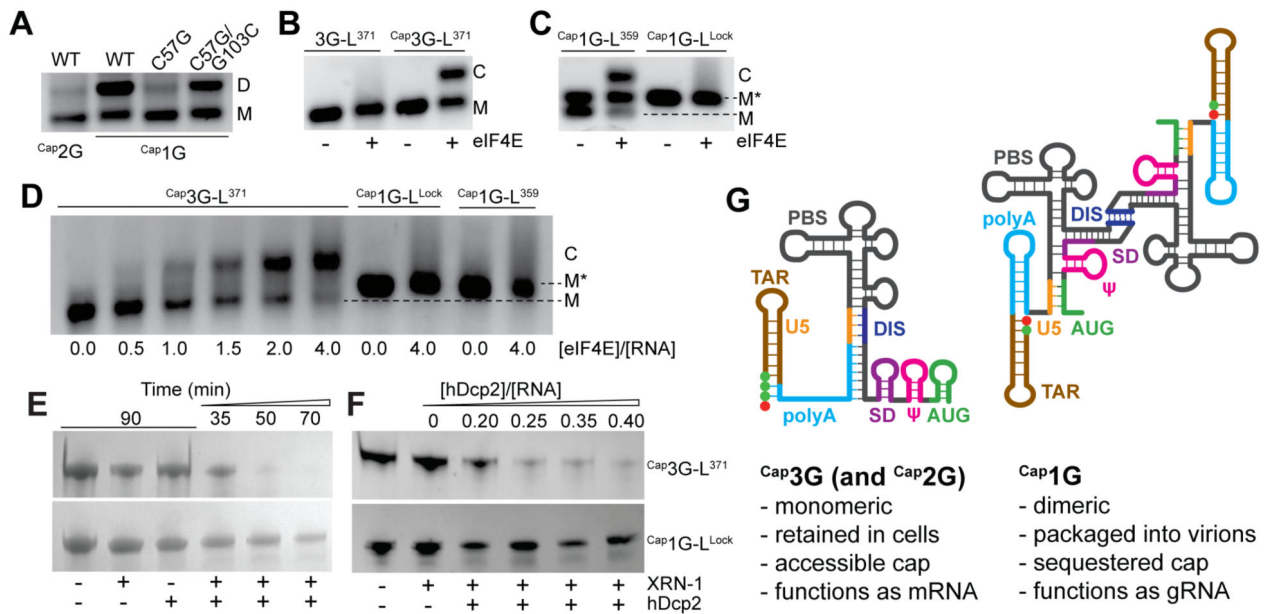 A
WT
WT
C57G
C57G/
G103C
D
M
Cap2G
Cap1G
B
3G-L371
Cap3G-L371
C
M
- + - +
eIF4E
C
Cap1G-L359
Cap1G-LLock
C
M*
M
- + - +
eIF4E
D
Cap3G-L371
Cap1G-LLock
Cap1G-L359
C
M*
M
0.0 0.5 1.0 1.5 2.0 4.0 0.0 4.0 0.0 4.0
[eIF4E]/[RNA]
E
Time (min)
90 35 50 70
- + - + + +
- - + + + +
F
[hDcp2]/[RNA]
0 0.20 0.25 0.35 0.40
Cap3G-L371
Cap1G-LLock
- + + + + + XRN-1
- - + + + + hDcp2
G
PBS
TAR
U5
DIS
polyA
SD
Ψ
AUG
PBS
polyA
DIS
SD
Ψ
U5
AUG
TAR
Cap3G (and Cap2G)
- monomeric
- retained in cells
- accessible cap
- functions as mRNA
Cap1G
- dimeric
- packaged into virions
- sequestered cap
- functions as gRNA